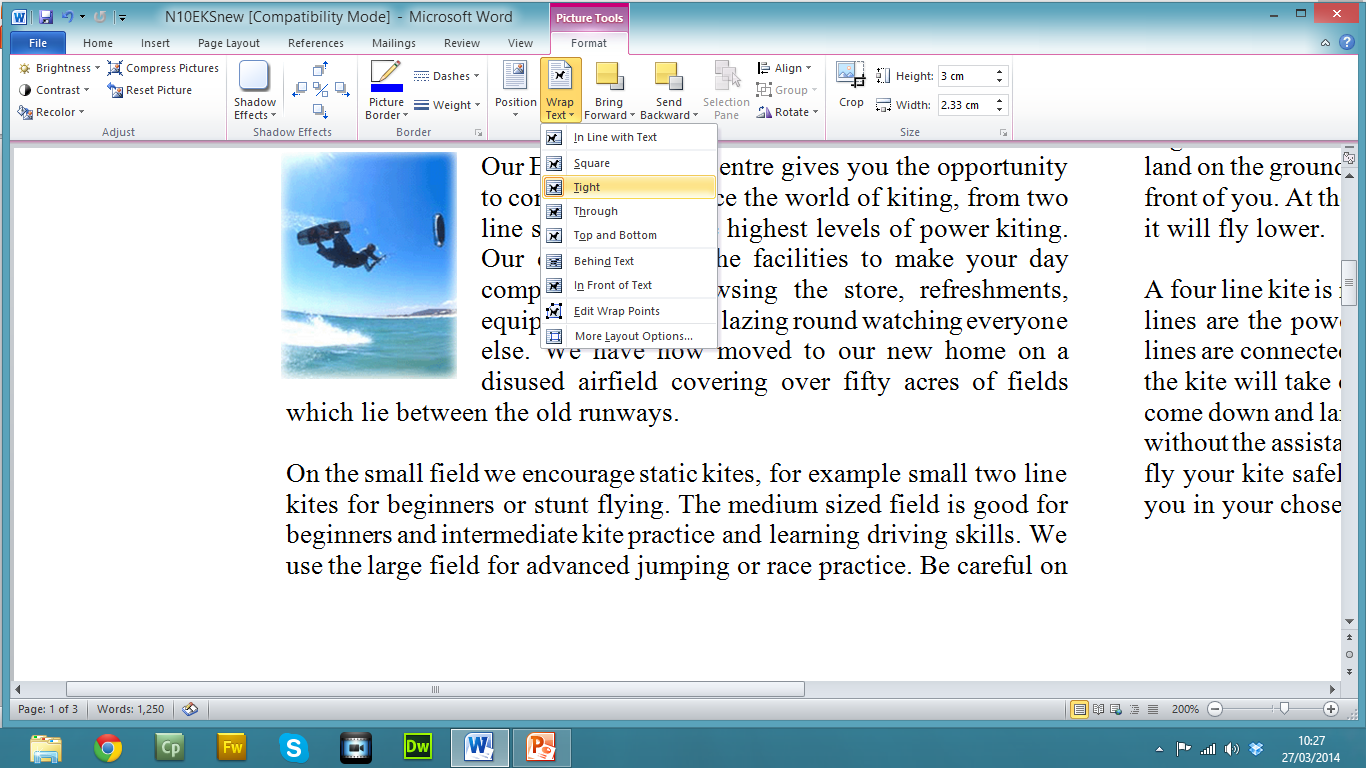 N10EKSnew [Compatibility Mode] - Microsoft Word
Picture Tools
File Home Insert Page Layout References Mailings Review View Format
Brightness
Contrast
Recolor
Compress Pictures
Reset Picture
Adjust
Shadow Effects
Shadow Effects
Picture Border
Dashes
Weight
Border
Position
Wrap Text
Bring Forward
Send Backward
Selection Pane
Align
Group
Rotate
Crop
Height: 3 cm
Width: 2.33 cm
Size
In Line with Text
Square
Tight
Through
Top and Bottom
Behind Text
In Front of Text
Edit Wrap Points
More Layout Options...
Our entre gives you the opportunity
to ce the world of kiting, from two
line highest levels of power kiting.
Our he facilities to make your day
comp wsing the store, refreshments,
equip lazing round watching everyone
else. We have now moved to our new home on a
disused airfield covering over fifty acres of fields
which lie between the old runways.
On the small field we encourage static kites, for example small two line
kites for beginners or stunt flying. The medium sized field is good for
beginners and intermediate kite practice and learning driving skills. We
use the large field for advanced jumping or race practice. Be careful on
land on the ground
front of you. At th
it will fly lower.
A four line kite is
lines are the pow
lines are connecte
the kite will take
come down and la
without the assista
fly your kite safel
you in your chose
Page: 1 of 3 Words: 1,250 200%
Cp Fw S Dw W P
10:27
27/03/2014